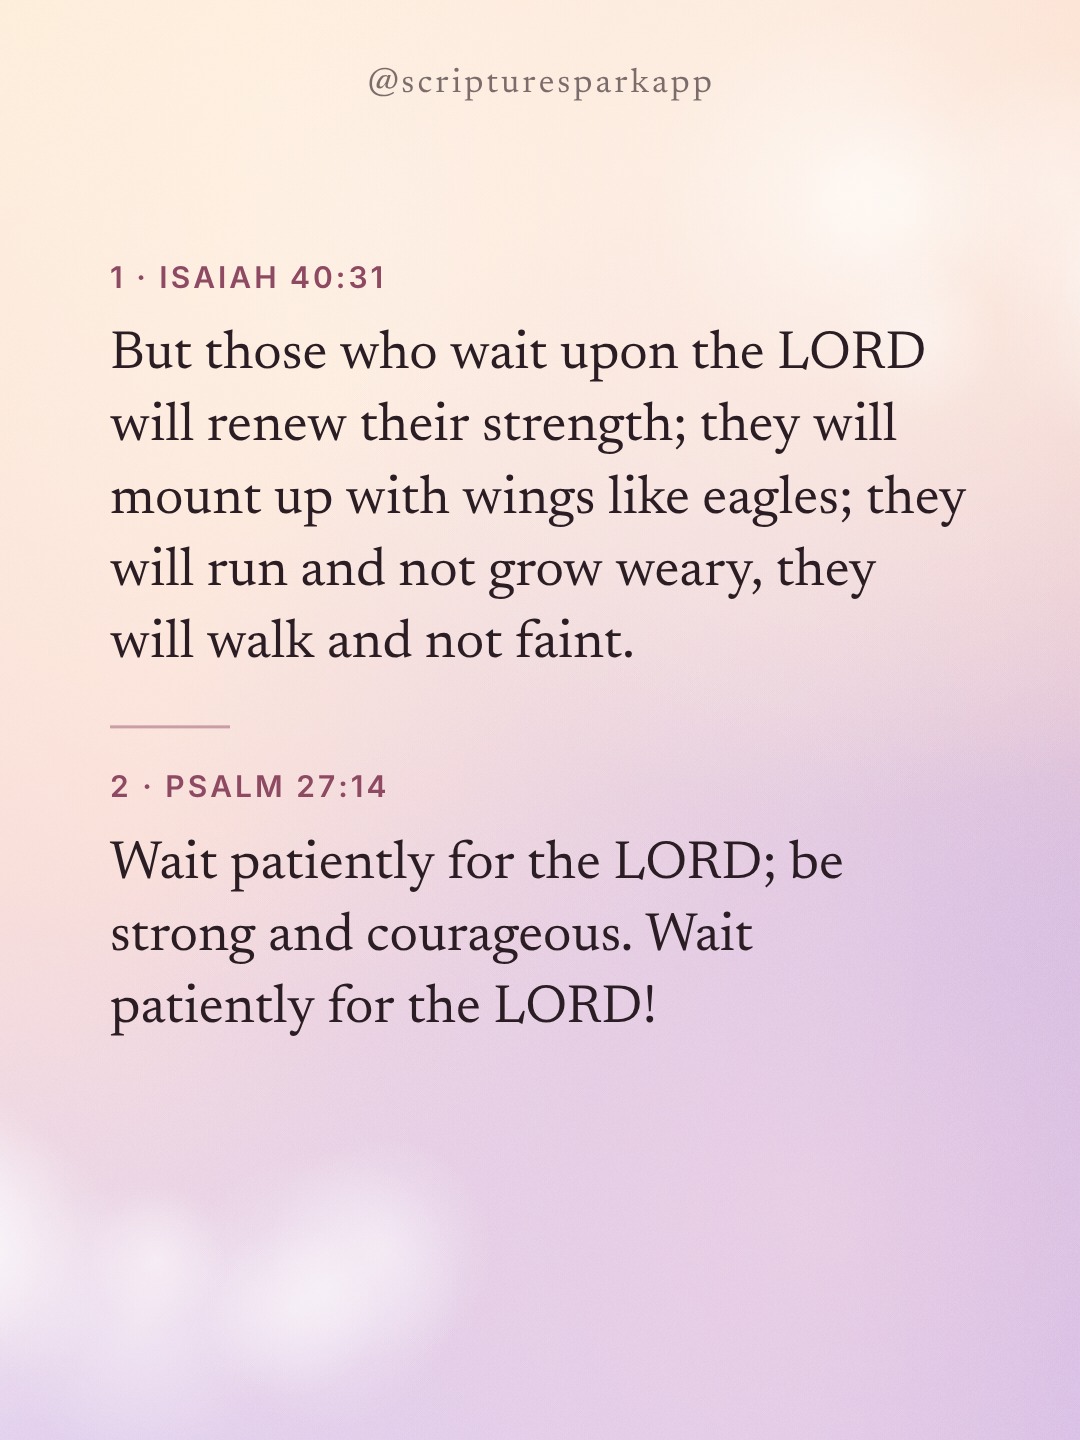 @scripturesparkapp
1 · ISAIAH 40:31
But those who wait upon the LORD
will renew their strength; they will
mount up with wings like eagles; they
will run and not grow weary, they
will walk and not faint.
2 · PSALM 27:14
Wait patiently for the LORD; be
strong and courageous. Wait
patiently for the LORD!